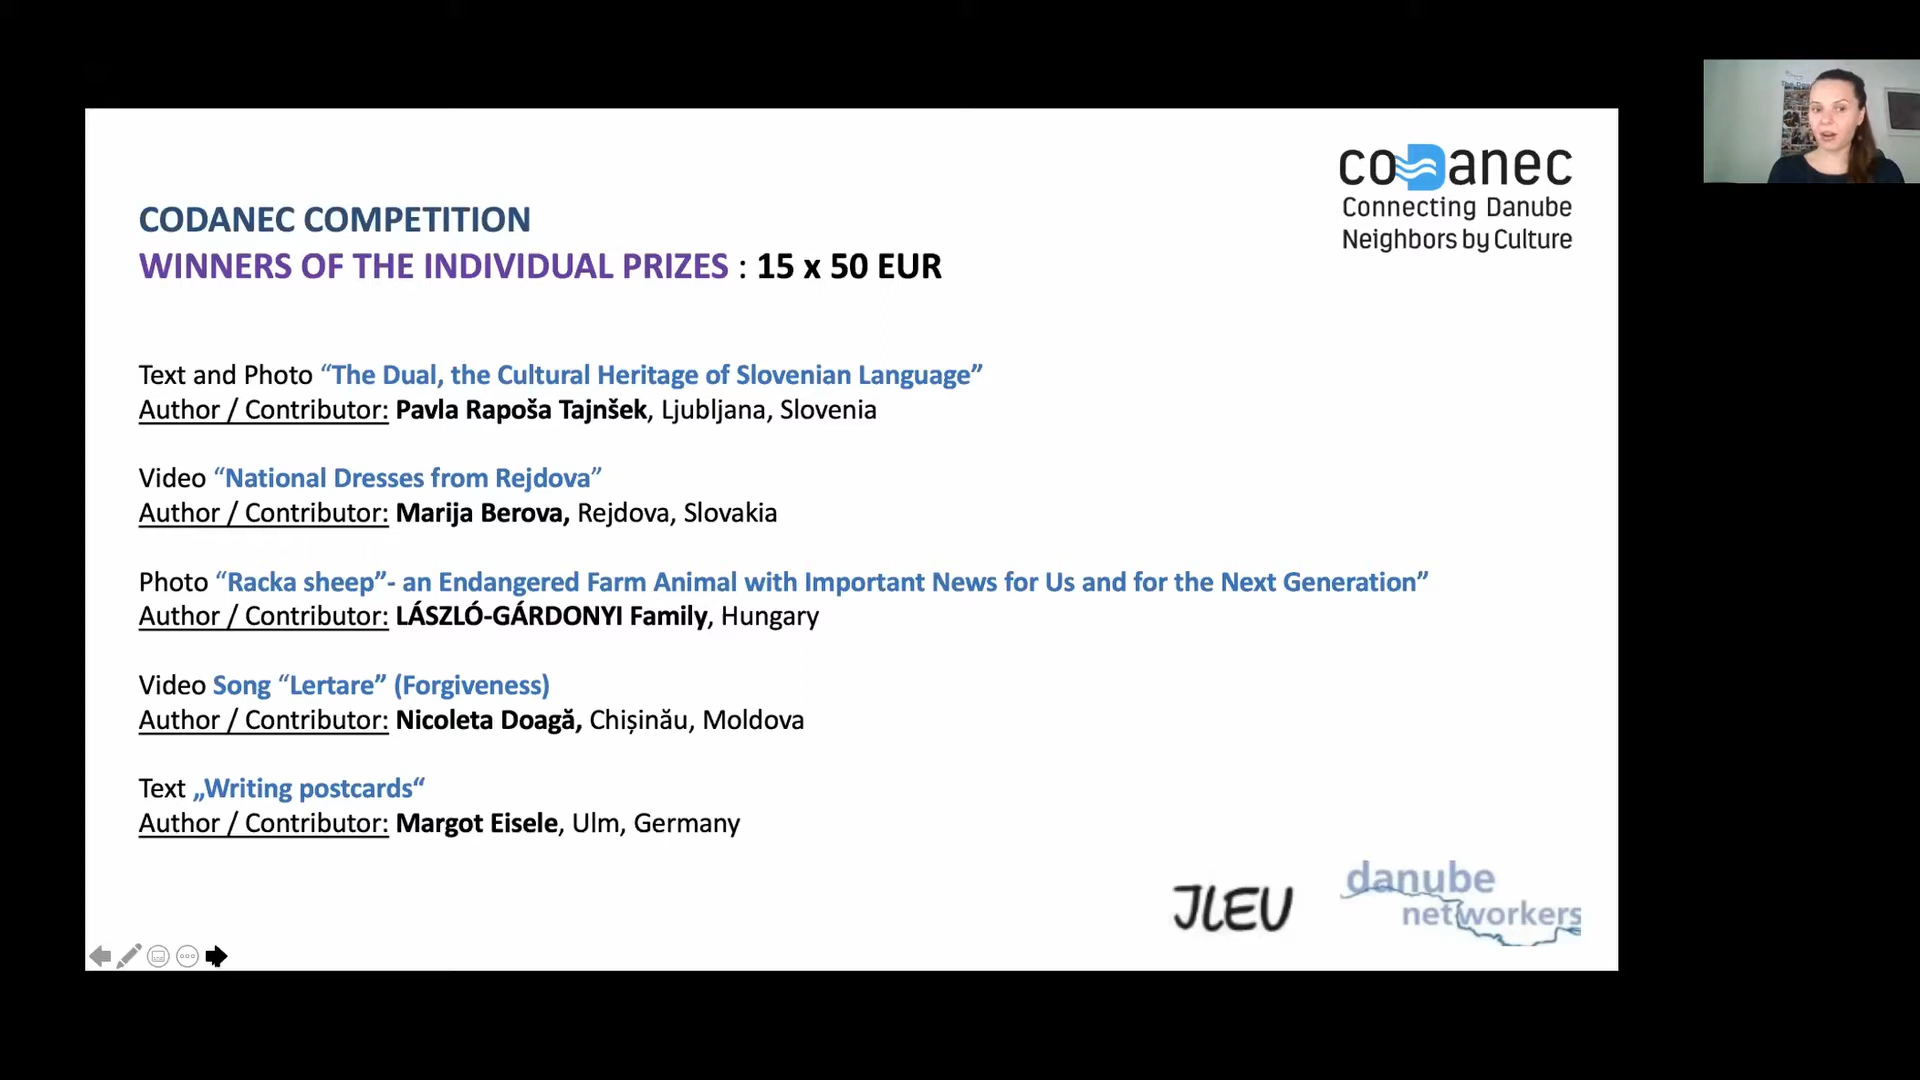 CODANEC COMPETITION
WINNERS OF THE INDIVIDUAL PRIZES : 15 x 50 EUR
coDanec
Connecting Danube
Neighbors by Culture
Text and Photo “The Dual, the Cultural Heritage of Slovenian Language”
Author / Contributor: Pavla Rapoša Tajnšek, Ljubljana, Slovenia
Video “National Dresses from Rejdova”
Author / Contributor: Marija Berova, Rejdova, Slovakia
Photo “Racka sheep”- an Endangered Farm Animal with Important News for Us and for the Next Generation”
Author / Contributor: LÁSZLÓ-GÁRDONYI Family, Hungary
Video Song “Lertare” (Forgiveness)
Author / Contributor: Nicoleta Doagă, Chișinău, Moldova
Text „Writing postcards“
Author / Contributor: Margot Eisele, Ulm, Germany
JLEU
danube
networkers